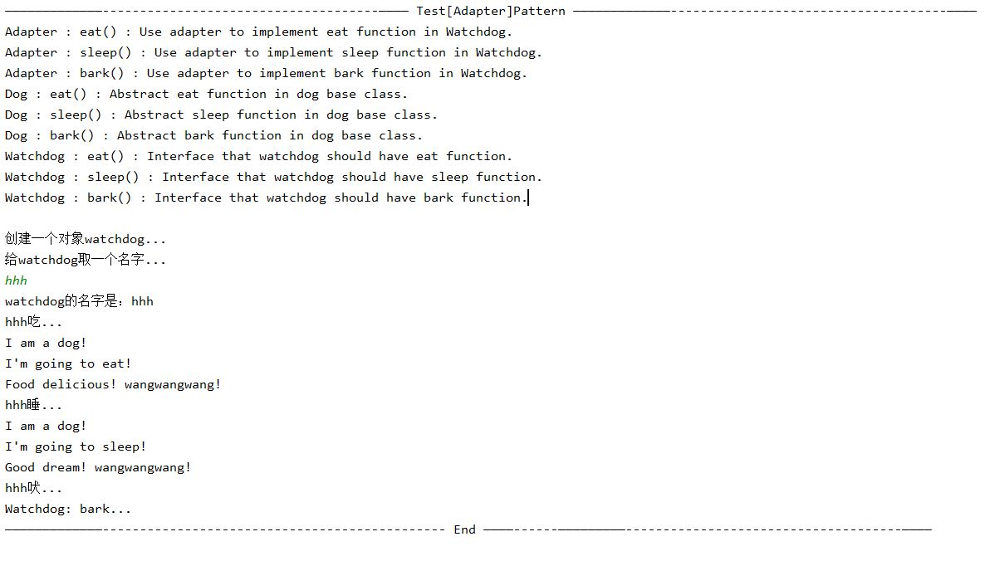 —————————————----------------------------------------———— Test[Adapter]Pattern —————————————-------------------------------------————
Adapter : eat() : Use adapter to implement eat function in Watchdog.
Adapter : sleep() : Use adapter to implement sleep function in Watchdog.
Adapter : bark() : Use adapter to implement bark function in Watchdog.
Dog : eat() : Abstract eat function in dog base class.
Dog : sleep() : Abstract sleep function in dog base class.
Dog : bark() : Abstract bark function in dog base class.
Watchdog : eat() : Interface that watchdog should have eat function.
Watchdog : sleep() : Interface that watchdog should have sleep function.
Watchdog : bark() : Interface that watchdog should have bark function.
创建一个对象watchdog...
给watchdog取一个名字...
hhh
watchdog的名字是：hhh
hhh吃...
I am a dog!
I'm going to eat!
Food delicious! wangwangwang!
hhh睡...
I am a dog!
I'm going to sleep!
Good dream! wangwangwang!
hhh吠...
Watchdog: bark...
—————————————---------------------------------------------- End ————------—————————-------------------------------------————